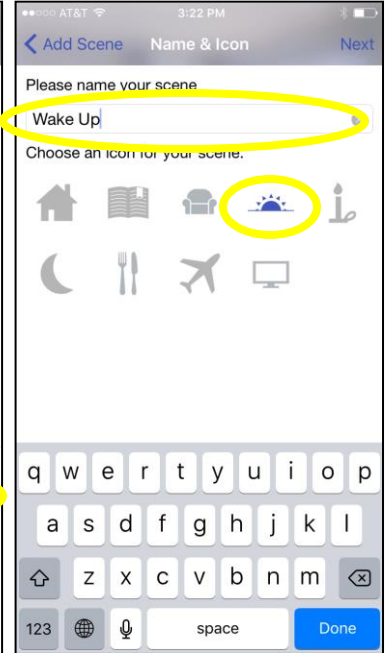 AT&T 3:22 PM
Add Scene Name & Icon Next
Please name your scene
Wake Up
Choose an icon for your scene.
q w e r t y u i o p
a s d f g h j k l
z x c v b n m
123 space Done